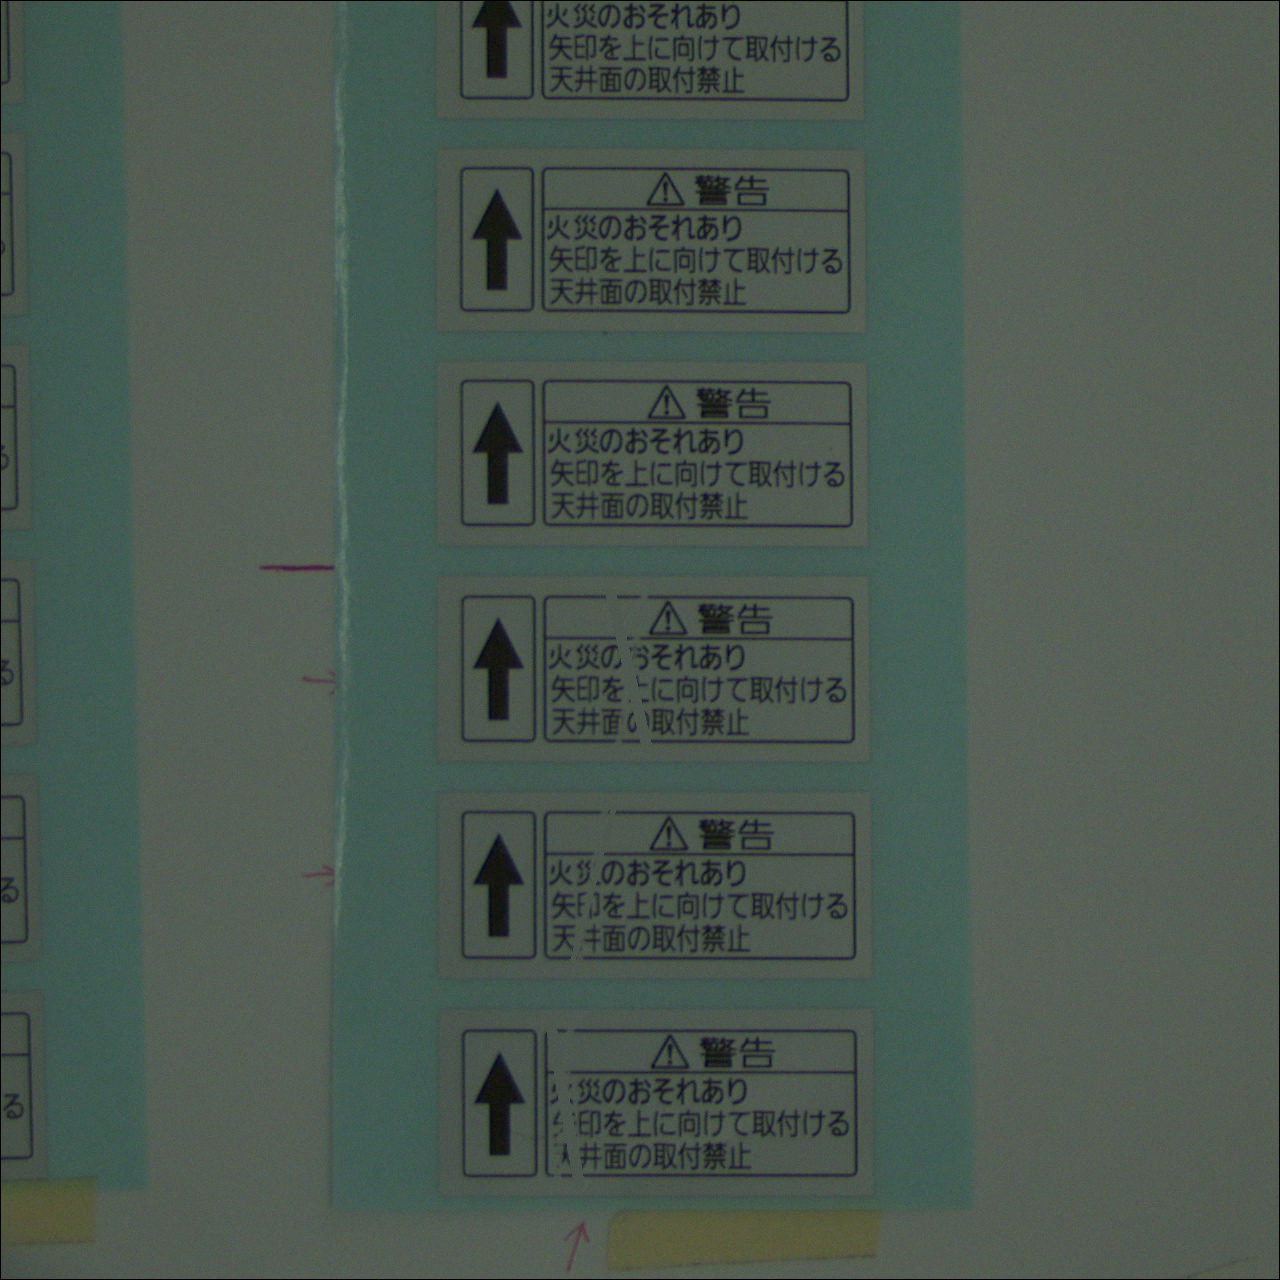 火災のおそれあり
矢印を上に向けて取付ける
天井面の取付禁止
⚠ 警告
火災のおそれあり
矢印を上に向けて取付ける
天井面の取付禁止
⚠ 警告
火災のおそれあり
矢印を上に向けて取付ける
天井面の取付禁止
⚠ 警告
火災のおそれあり
矢印を上に向けて取付ける
天井面の取付禁止
⚠ 警告
火災のおそれあり
矢印を上に向けて取付ける
天井面の取付禁止
⚠ 警告
災のおそれあり
印を上に向けて取付ける
井面の取付禁止
る
る
る
る
る